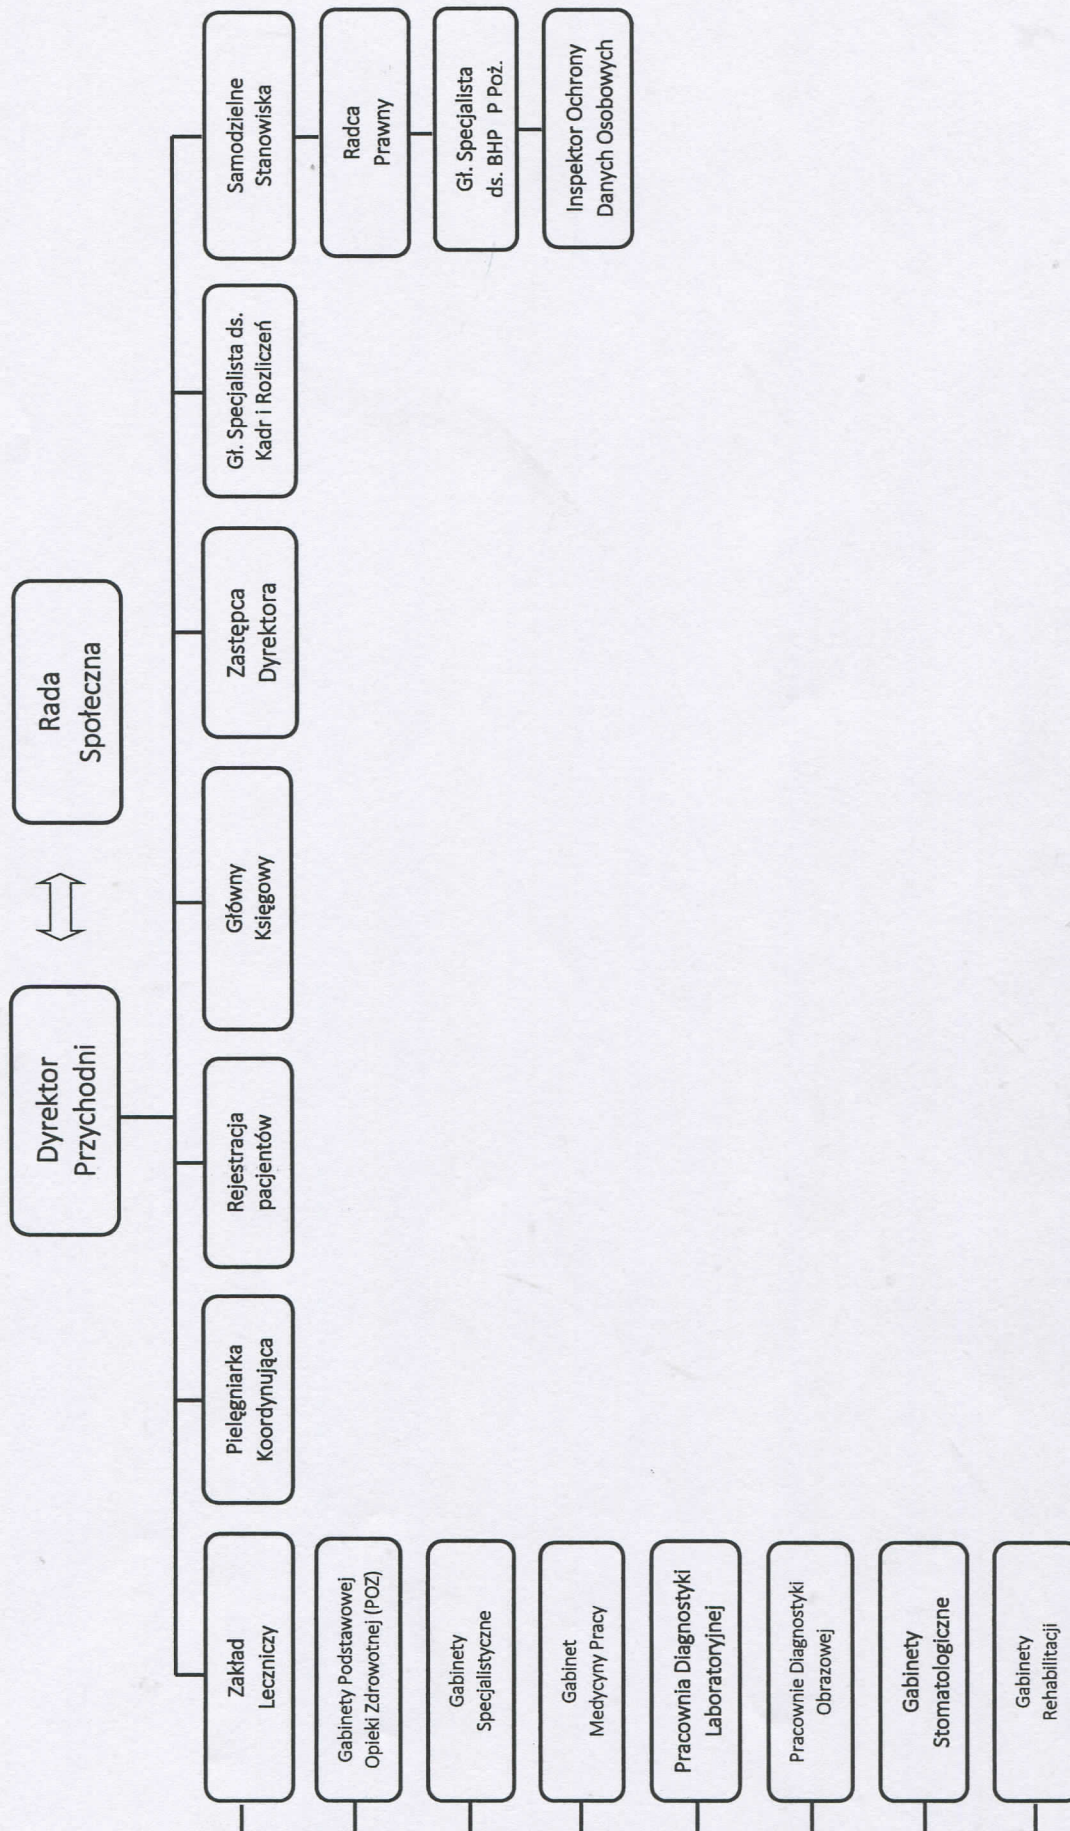 Dyrektor
Przychodni
Rada
Społeczna
Zakład
Leczniczy
Pielęgniarka
Koordynująca
Rejestracja
pacjentów
Główny
Księgowy
Zastępca
Dyrektora
Gł. Specjalista ds.
Kadr i Rozliczeń
Samodzielne
Stanowiska
Gabinety Podstawowej
Opieki Zdrowotnej (POZ)
Gabinety
Specjalistyczne
Gabinet
Medycyny Pracy
Pracownia Diagnostyki
Laboratoryjnej
Pracownie Diagnostyki
Obrazowej
Gabinety
Stomatologiczne
Gabinety
Rehabilitacji
Radca
Prawny
Gł. Specjalista
ds. BHP P Poż.
Inspektor Ochrony
Danych Osobowych